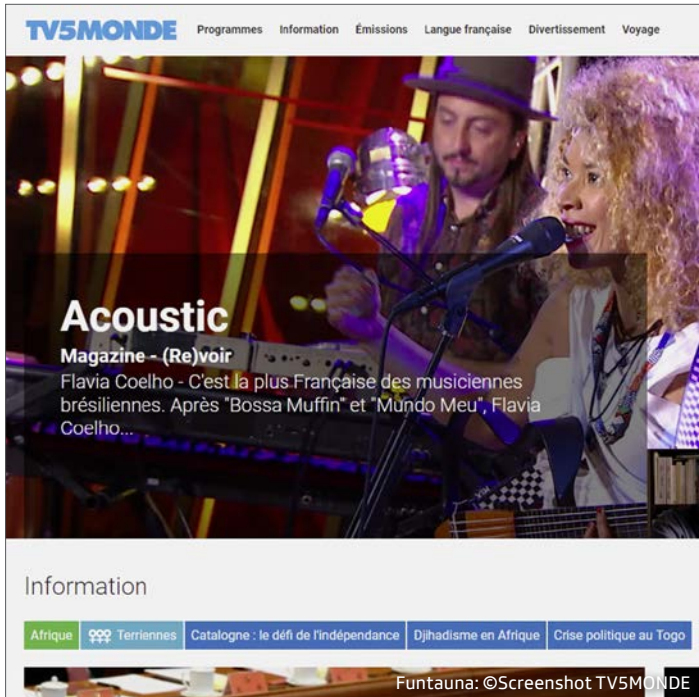 TV5MONDE
Programmes Information Émissions Langue française Divertissement Voyage
Acoustic
Magazine - (Re)voir
Flavia Coelho - C'est la plus Française des musiciennes
brésiliennes. Après "Bossa Muffin" et "Mundo Meu", Flavia
Coelho...
Information
Afrique Terriennes Catalogne : le défi de l'indépendance Djihadisme en Afrique Crise politique au Togo
Funtauna: ©Screenshot TV5MONDE